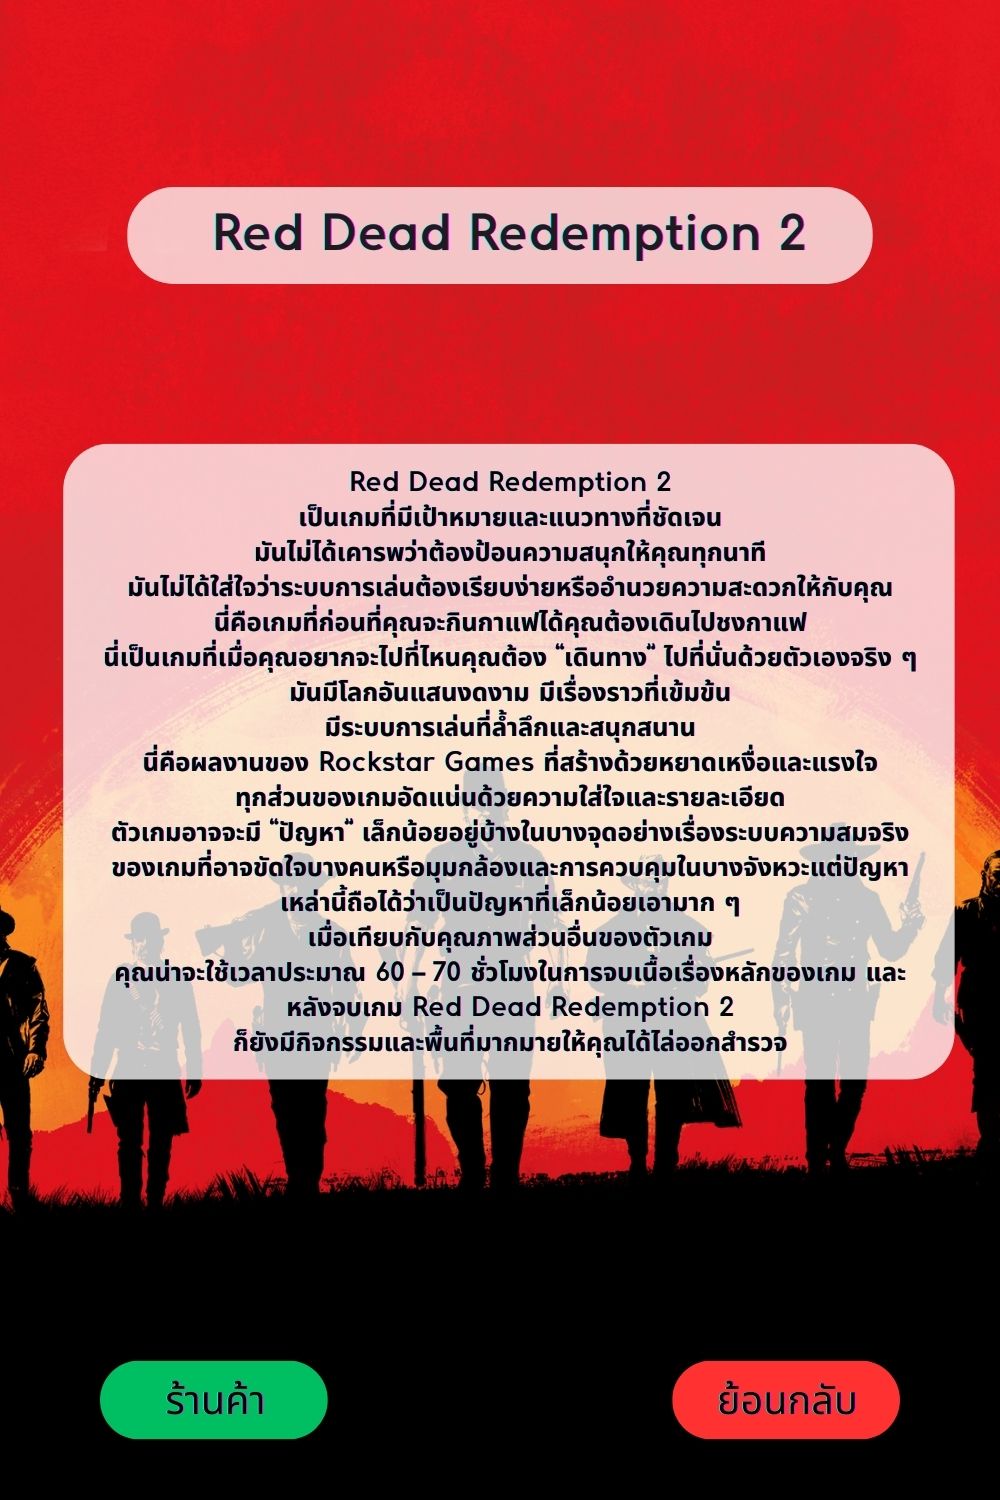 Red Dead Redemption 2
Red Dead Redemption 2
เป็นเกมที่มีเป้าหมายและแนวทางที่ชัดเจน
มันไม่ได้เคารพว่าต้องป้อนความสนุกให้คุณทุกนาที
มันไม่ได้ใส่ใจว่าระบบการเล่นต้องเรียบง่ายหรืออำนวยความสะดวกให้กับคุณ
นี่คือเกมที่ก่อนที่คุณจะกินกาแฟได้คุณต้องเดินไปชงกาแฟ
นี่เป็นเกมที่เมื่อคุณอยากจะไปที่ไหนคุณต้อง “เดินทาง“ ไปที่นั่นด้วยตัวเองจริง ๆ
มันมีโลกอันแสนงดงาม มีเรื่องราวที่เข้มข้น
มีระบบการเล่นที่ล้ำลึกและสนุกสนาน
นี่คือผลงานของ Rockstar Games ที่สร้างด้วยหยาดเหงื่อและแรงใจ
ทุกส่วนของเกมอัดแน่นด้วยความใส่ใจและรายละเอียด
ตัวเกมอาจจะมี “ปัญหา“ เล็กน้อยอยู่บ้างในบางจุดอย่างเรื่องระบบความสมจริง
ของเกมที่อาจขัดใจบางคนหรือมุมกล้องและการควบคุมในบางจังหวะแต่ปัญหา
เหล่านี้ถือได้ว่าเป็นปัญหาที่เล็กน้อยเอามาก ๆ
เมื่อเทียบกับคุณภาพส่วนอื่นของตัวเกม
คุณน่าจะใช้เวลาประมาณ 60 – 70 ชั่วโมงในการจบเนื้อเรื่องหลักของเกม และ
หลังจบเกม Red Dead Redemption 2
ก็ยังมีกิจกรรมและพื้นที่มากมายให้คุณได้ไล่ออกสำรวจ
ร้านค้า
ย้อนกลับ